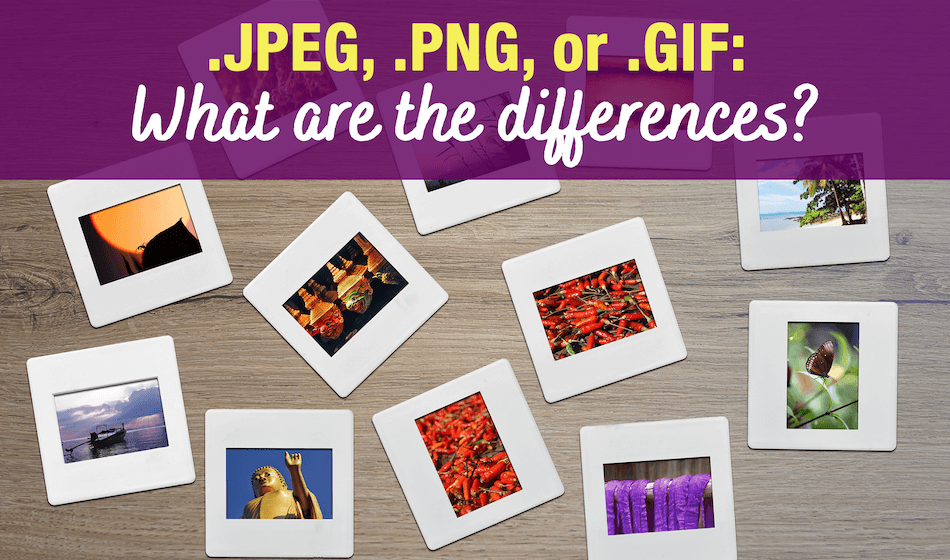 .JPEG, .PNG, or .GIF:
What are the differences?